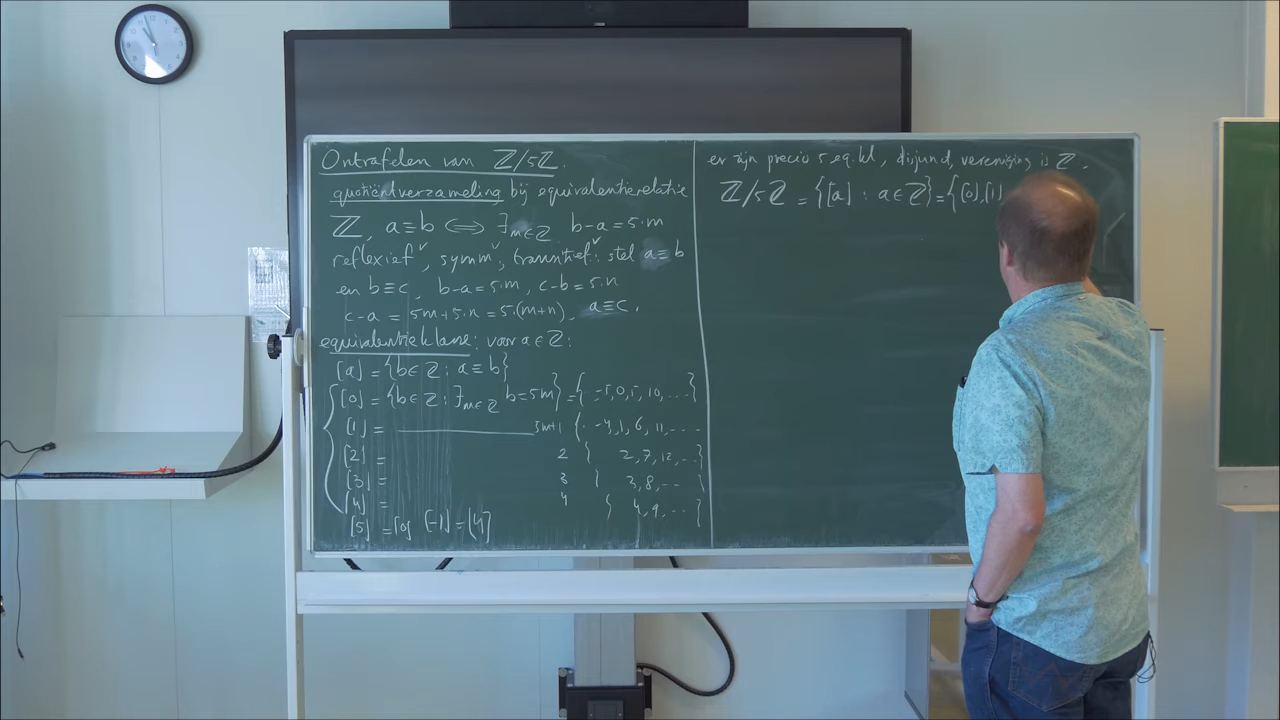 Ontrafelen van ℤ/5ℤ.
quotiëntverzameling bij equivalentierelatie
ℤ, a≡b ⟺ ∃m∈ℤ b-a=5·m
reflexief✓, symm✓, transitief✓: stel a≡b
en b≡c, b-a=5·m, c-b=5·n
c-a = 5m+5·n = 5·(m+n), a≡c.
equivalentieklasse: voor a∈ℤ:
[a] = {b∈ℤ : a≡b}
[0] = {b∈ℤ : ∃m∈ℤ b=5m} = {. -5,0,5,10,...}
[1] = 5m+1 {. -4,1,6,11,...
[2] = 2 { 2,7,12,..}
[3] = 3 { 3,8,.. }
[4] = 4 { 4,9,... }
[5] = [0] [-1] = [4]
er zijn precies 5 eq.kl, disjunct, vereniging is ℤ.
ℤ/5ℤ = {[a] : a∈ℤ} = {[0],[1]